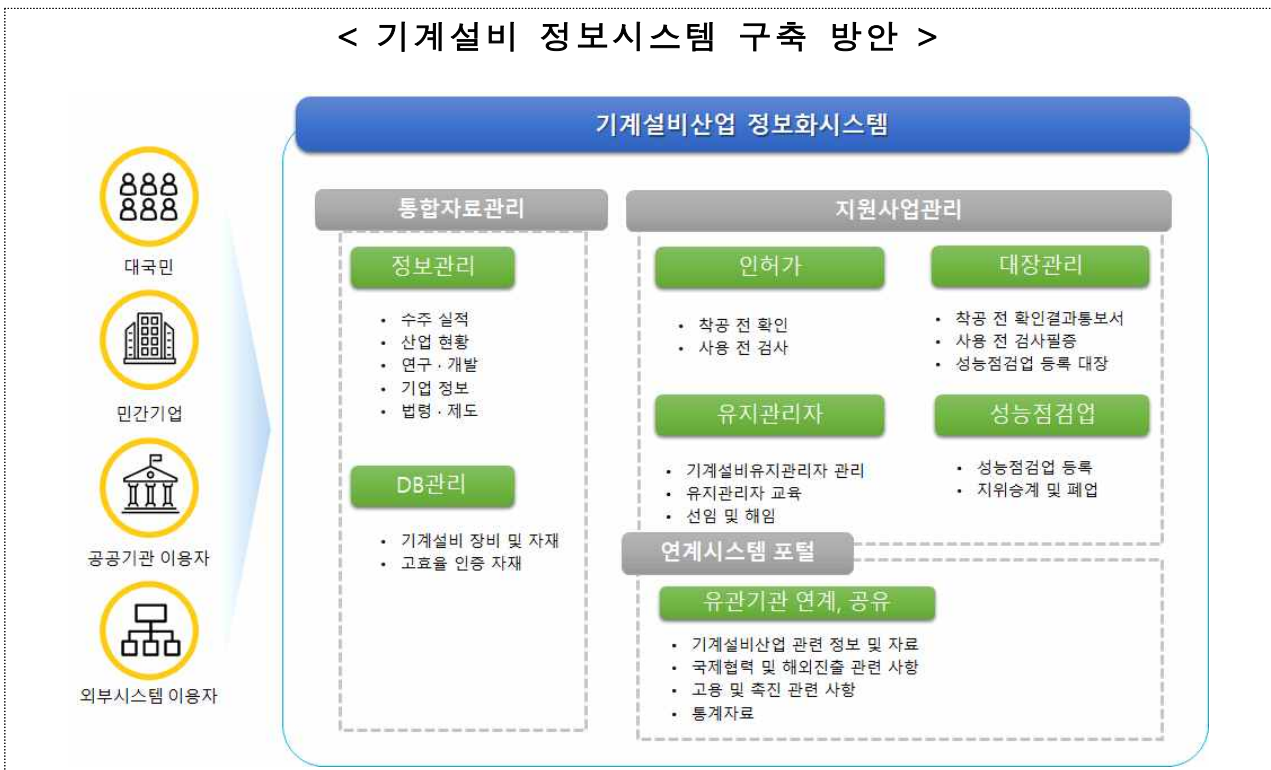 < 기계설비 정보시스템 구축 방안 >
기계설비산업 정보화시스템
대국민
민간기업
공공기관 이용자
외부시스템 이용자
통합자료관리
정보관리
• 수주 실적
• 산업 현황
• 연구 · 개발
• 기업 정보
• 법령 · 제도
DB관리
• 기계설비 장비 및 자재
• 고효율 인증 자재
지원사업관리
인허가
• 착공 전 확인
• 사용 전 검사
대장관리
• 착공 전 확인결과통보서
• 사용 전 검사필증
• 성능점검업 등록 대장
유지관리자
• 기계설비유지관리자 관리
• 유지관리자 교육
• 선임 및 해임
성능점검업
• 성능점검업 등록
• 지위승계 및 폐업
연계시스템 포털
유관기관 연계, 공유
• 기계설비산업 관련 정보 및 자료
• 국제협력 및 해외진출 관련 사항
• 고용 및 촉진 관련 사항
• 통계자료